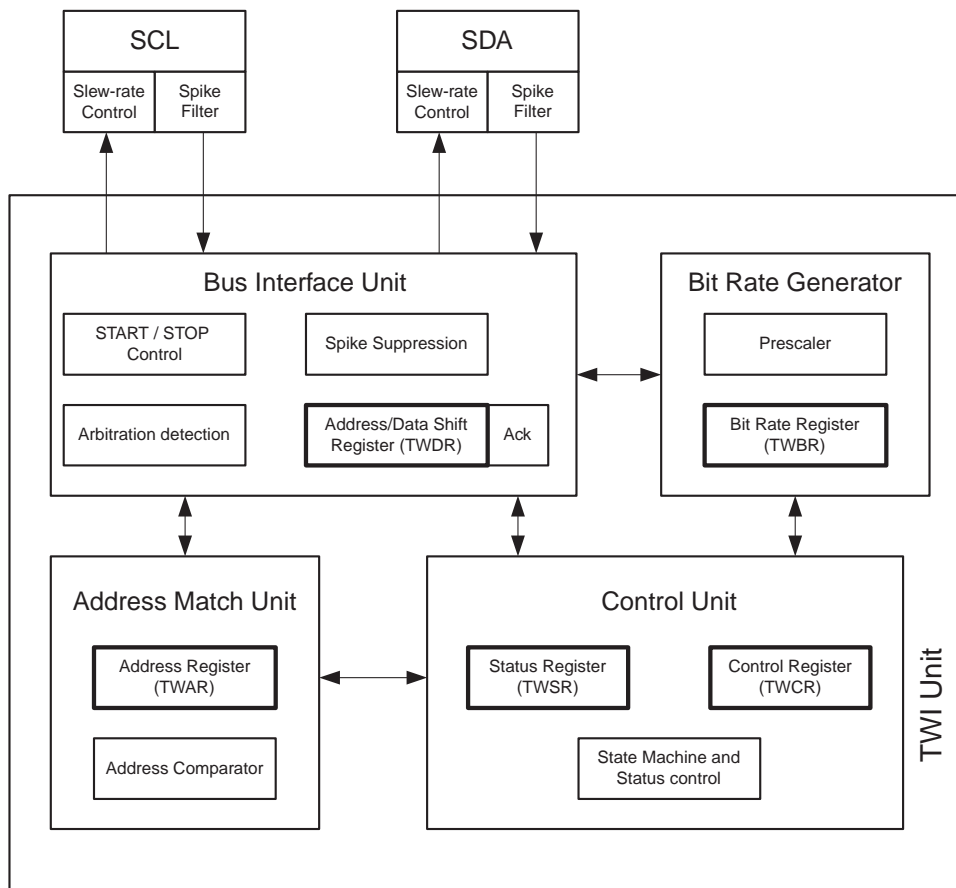 SCL
Slew-rate
Control
Spike
Filter
SDA
Slew-rate
Control
Spike
Filter
Bus Interface Unit
START / STOP
Control
Spike Suppression
Arbitration detection
Address/Data Shift
Register (TWDR)
Ack
Bit Rate Generator
Prescaler
Bit Rate Register
(TWBR)
Address Match Unit
Address Register
(TWAR)
Address Comparator
Control Unit
Status Register
(TWSR)
Control Register
(TWCR)
State Machine and
Status control
TWI Unit